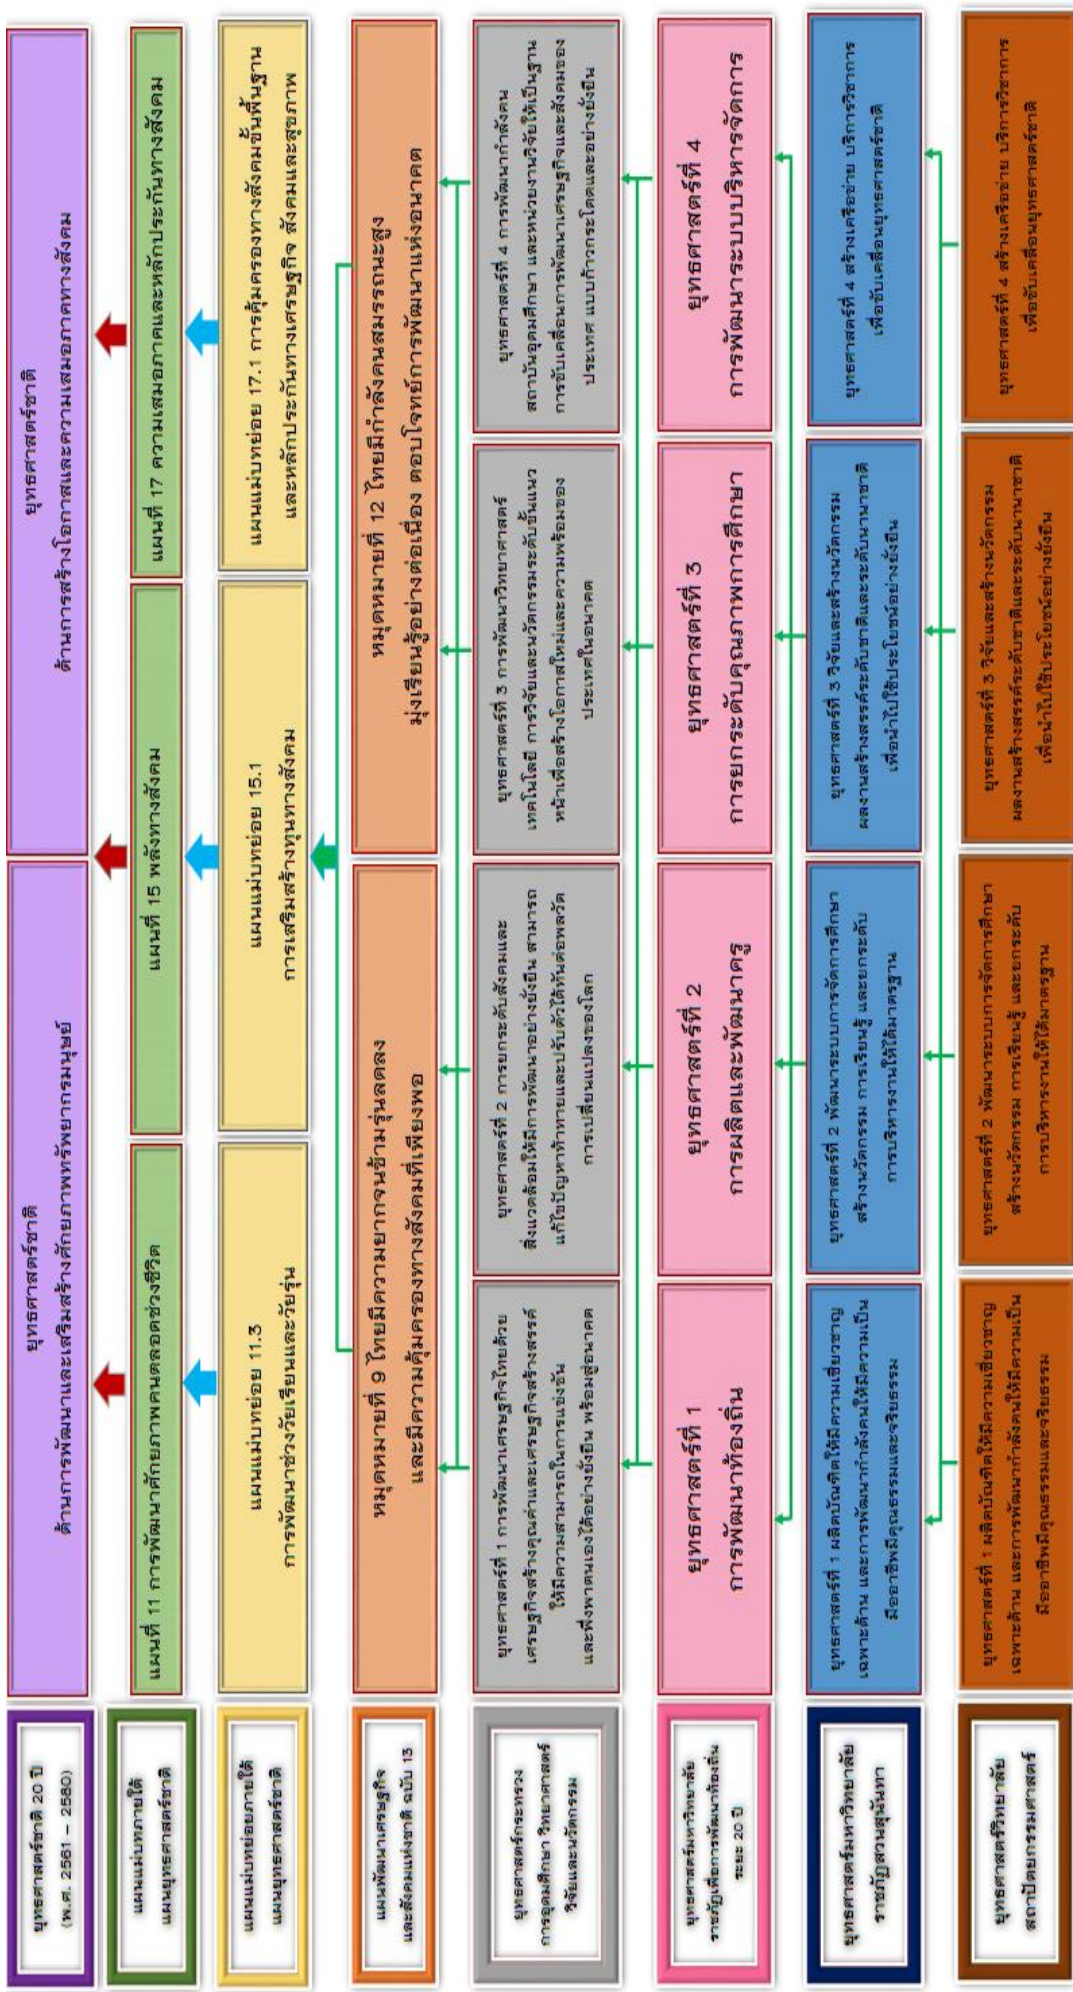 ยุทธศาสตร์ชาติ 20 ปี
(พ.ศ. 2561 – 2580)
ยุทธศาสตร์ชาติ
ด้านการพัฒนาและเสริมสร้างศักยภาพทรัพยากรมนุษย์
ยุทธศาสตร์ชาติ
ด้านการสร้างโอกาสและความเสมอภาคทางสังคม
แผนแม่บทภายใต้
แผนยุทธศาสตร์ชาติ
แผนที่ 11 การพัฒนาศักยภาพคนตลอดช่วงชีวิต
แผนที่ 15 พลังทางสังคม
แผนที่ 17 ความเสมอภาคและหลักประกันทางสังคม
แผนแม่บทย่อยภายใต้
แผนยุทธศาสตร์ชาติ
แผนแม่บทย่อย 11.3
การพัฒนาช่วงวัยเรียนและวัยรุ่น
แผนแม่บทย่อย 15.1
การเสริมสร้างทุนทางสังคม
แผนแม่บทย่อย 17.1 การคุ้มครองทางสังคมขั้นพื้นฐาน
และหลักประกันทางเศรษฐกิจ สังคมและสุขภาพ
แผนพัฒนาเศรษฐกิจ
และสังคมแห่งชาติ ฉบับ 13
หมุดหมายที่ 9 ไทยมีความยากจนข้ามรุ่นลดลง
และมีความคุ้มครองทางสังคมที่เพียงพอ
หมุดหมายที่ 12 ไทยมีกำลังคนสมรรถนะสูง
มุ่งเรียนรู้อย่างต่อเนื่อง ตอบโจทย์การพัฒนาแห่งอนาคต
ยุทธศาสตร์กระทรวง
การอุดมศึกษา วิทยาศาสตร์
วิจัยและนวัตกรรม
ยุทธศาสตร์ที่ 1 การพัฒนาเศรษฐกิจไทยด้วย
เศรษฐกิจสร้างคุณค่าและเศรษฐกิจสร้างสรรค์
ให้มีความสามารถในการแข่งขัน
และพึ่งพาตนเองได้อย่างยั่งยืน พร้อมสู่อนาคต
ยุทธศาสตร์ที่ 2 การยกระดับสังคมและ
สิ่งแวดล้อมให้มีการพัฒนาอย่างยั่งยืน สามารถ
แก้ไขปัญหาท้าทายและปรับตัวได้ทันต่อพลวัต
การเปลี่ยนแปลงของโลก
ยุทธศาสตร์ที่ 3 การพัฒนาวิทยาศาสตร์
เทคโนโลยี การวิจัยและนวัตกรรมระดับขั้นแนว
หน้าเพื่อสร้างโอกาสใหม่และความพร้อมของ
ประเทศในอนาคต
ยุทธศาสตร์ที่ 4 การพัฒนากำลังคน
สถาบันอุดมศึกษา และหน่วยงานวิจัยให้เป็นฐาน
การขับเคลื่อนการพัฒนาเศรษฐกิจและสังคมของ
ประเทศ แบบก้าวกระโดดและอย่างยั่งยืน
ยุทธศาสตร์มหาวิทยาลัย
ราชภัฏเพื่อการพัฒนาท้องถิ่น
ระยะ 20 ปี
ยุทธศาสตร์ที่ 1
การพัฒนาท้องถิ่น
ยุทธศาสตร์ที่ 2
การผลิตและพัฒนาครู
ยุทธศาสตร์ที่ 3
การยกระดับคุณภาพการศึกษา
ยุทธศาสตร์ที่ 4
การพัฒนาระบบบริหารจัดการ
ยุทธศาสตร์มหาวิทยาลัย
ราชภัฏสวนสุนันทา
ยุทธศาสตร์ที่ 1 ผลิตบัณฑิตให้มีความเชี่ยวชาญ
เฉพาะด้าน และการพัฒนากำลังคนให้มีความเป็น
มืออาชีพมีคุณธรรมและจริยธรรม
ยุทธศาสตร์ที่ 2 พัฒนาระบบการจัดการศึกษา
สร้างนวัตกรรม การเรียนรู้ และยกระดับ
การบริหารงานให้ได้มาตรฐาน
ยุทธศาสตร์ที่ 3 วิจัยและสร้างนวัตกรรม
ผลงานสร้างสรรค์ระดับชาติและระดับนานาชาติ
เพื่อนำไปใช้ประโยชน์อย่างยั่งยืน
ยุทธศาสตร์ที่ 4 สร้างเครือข่าย บริการวิชาการ
เพื่อขับเคลื่อนยุทธศาสตร์ชาติ
ยุทธศาสตร์วิทยาลัย
สถาปัตยกรรมศาสตร์
ยุทธศาสตร์ที่ 1 ผลิตบัณฑิตให้มีความเชี่ยวชาญ
เฉพาะด้าน และการพัฒนากำลังคนให้มีความเป็น
มืออาชีพมีคุณธรรมและจริยธรรม
ยุทธศาสตร์ที่ 2 พัฒนาระบบการจัดการศึกษา
สร้างนวัตกรรม การเรียนรู้ และยกระดับ
การบริหารงานให้ได้มาตรฐาน
ยุทธศาสตร์ที่ 3 วิจัยและสร้างนวัตกรรม
ผลงานสร้างสรรค์ระดับชาติและระดับนานาชาติ
เพื่อนำไปใช้ประโยชน์อย่างยั่งยืน
ยุทธศาสตร์ที่ 4 สร้างเครือข่าย บริการวิชาการ
เพื่อขับเคลื่อนยุทธศาสตร์ชาติ